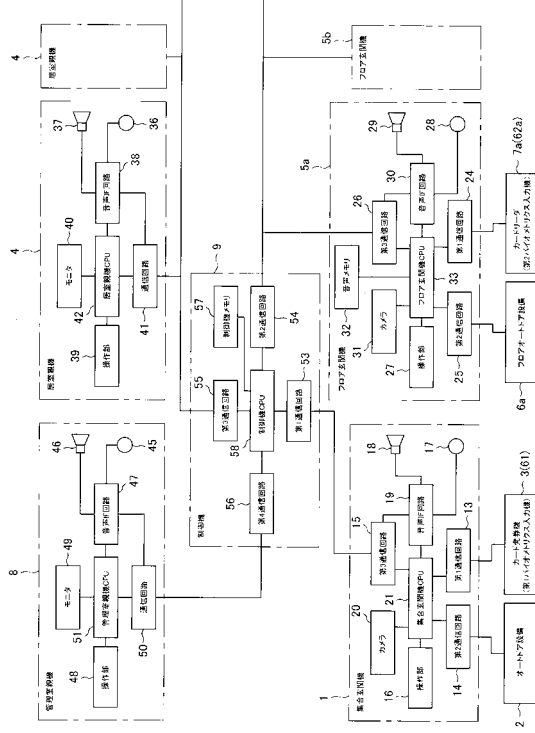 8
管理室親機
46
45
音声IF回路
47
49
モニタ
管理室親機CPU
51
操作部
48
通信回路
50
4
居室親機
37
36
音声IF回路
38
40
モニタ
居室親機CPU
42
操作部
39
通信回路
41
4
居室親機
9
制御機
57
制御機メモリ
55
第3通信回路
第2通信回路
54
58
制御機CPU
第1通信回路
53
56
第4通信回路
1
集合玄関機
18
17
音声IF回路
19
15
第3通信回路
20
カメラ
集合玄関機CPU
21
操作部
16
第1通信回路
13
第2通信回路
14
カード発券機
(第1バイオメトリクス入力機)
3(61)
オートドア設備
2
5a
フロア玄関機
29
28
音声IF回路
30
26
第3通信回路
音声メモリ
32
カメラ
31
フロア玄関機CPU
33
操作部
27
第1通信回路
24
第2通信回路
25
カードリーダ
(第2バイオメトリクス入力機)
7a(62a)
フロアオートドア設備
6a
5b
フロア玄関機